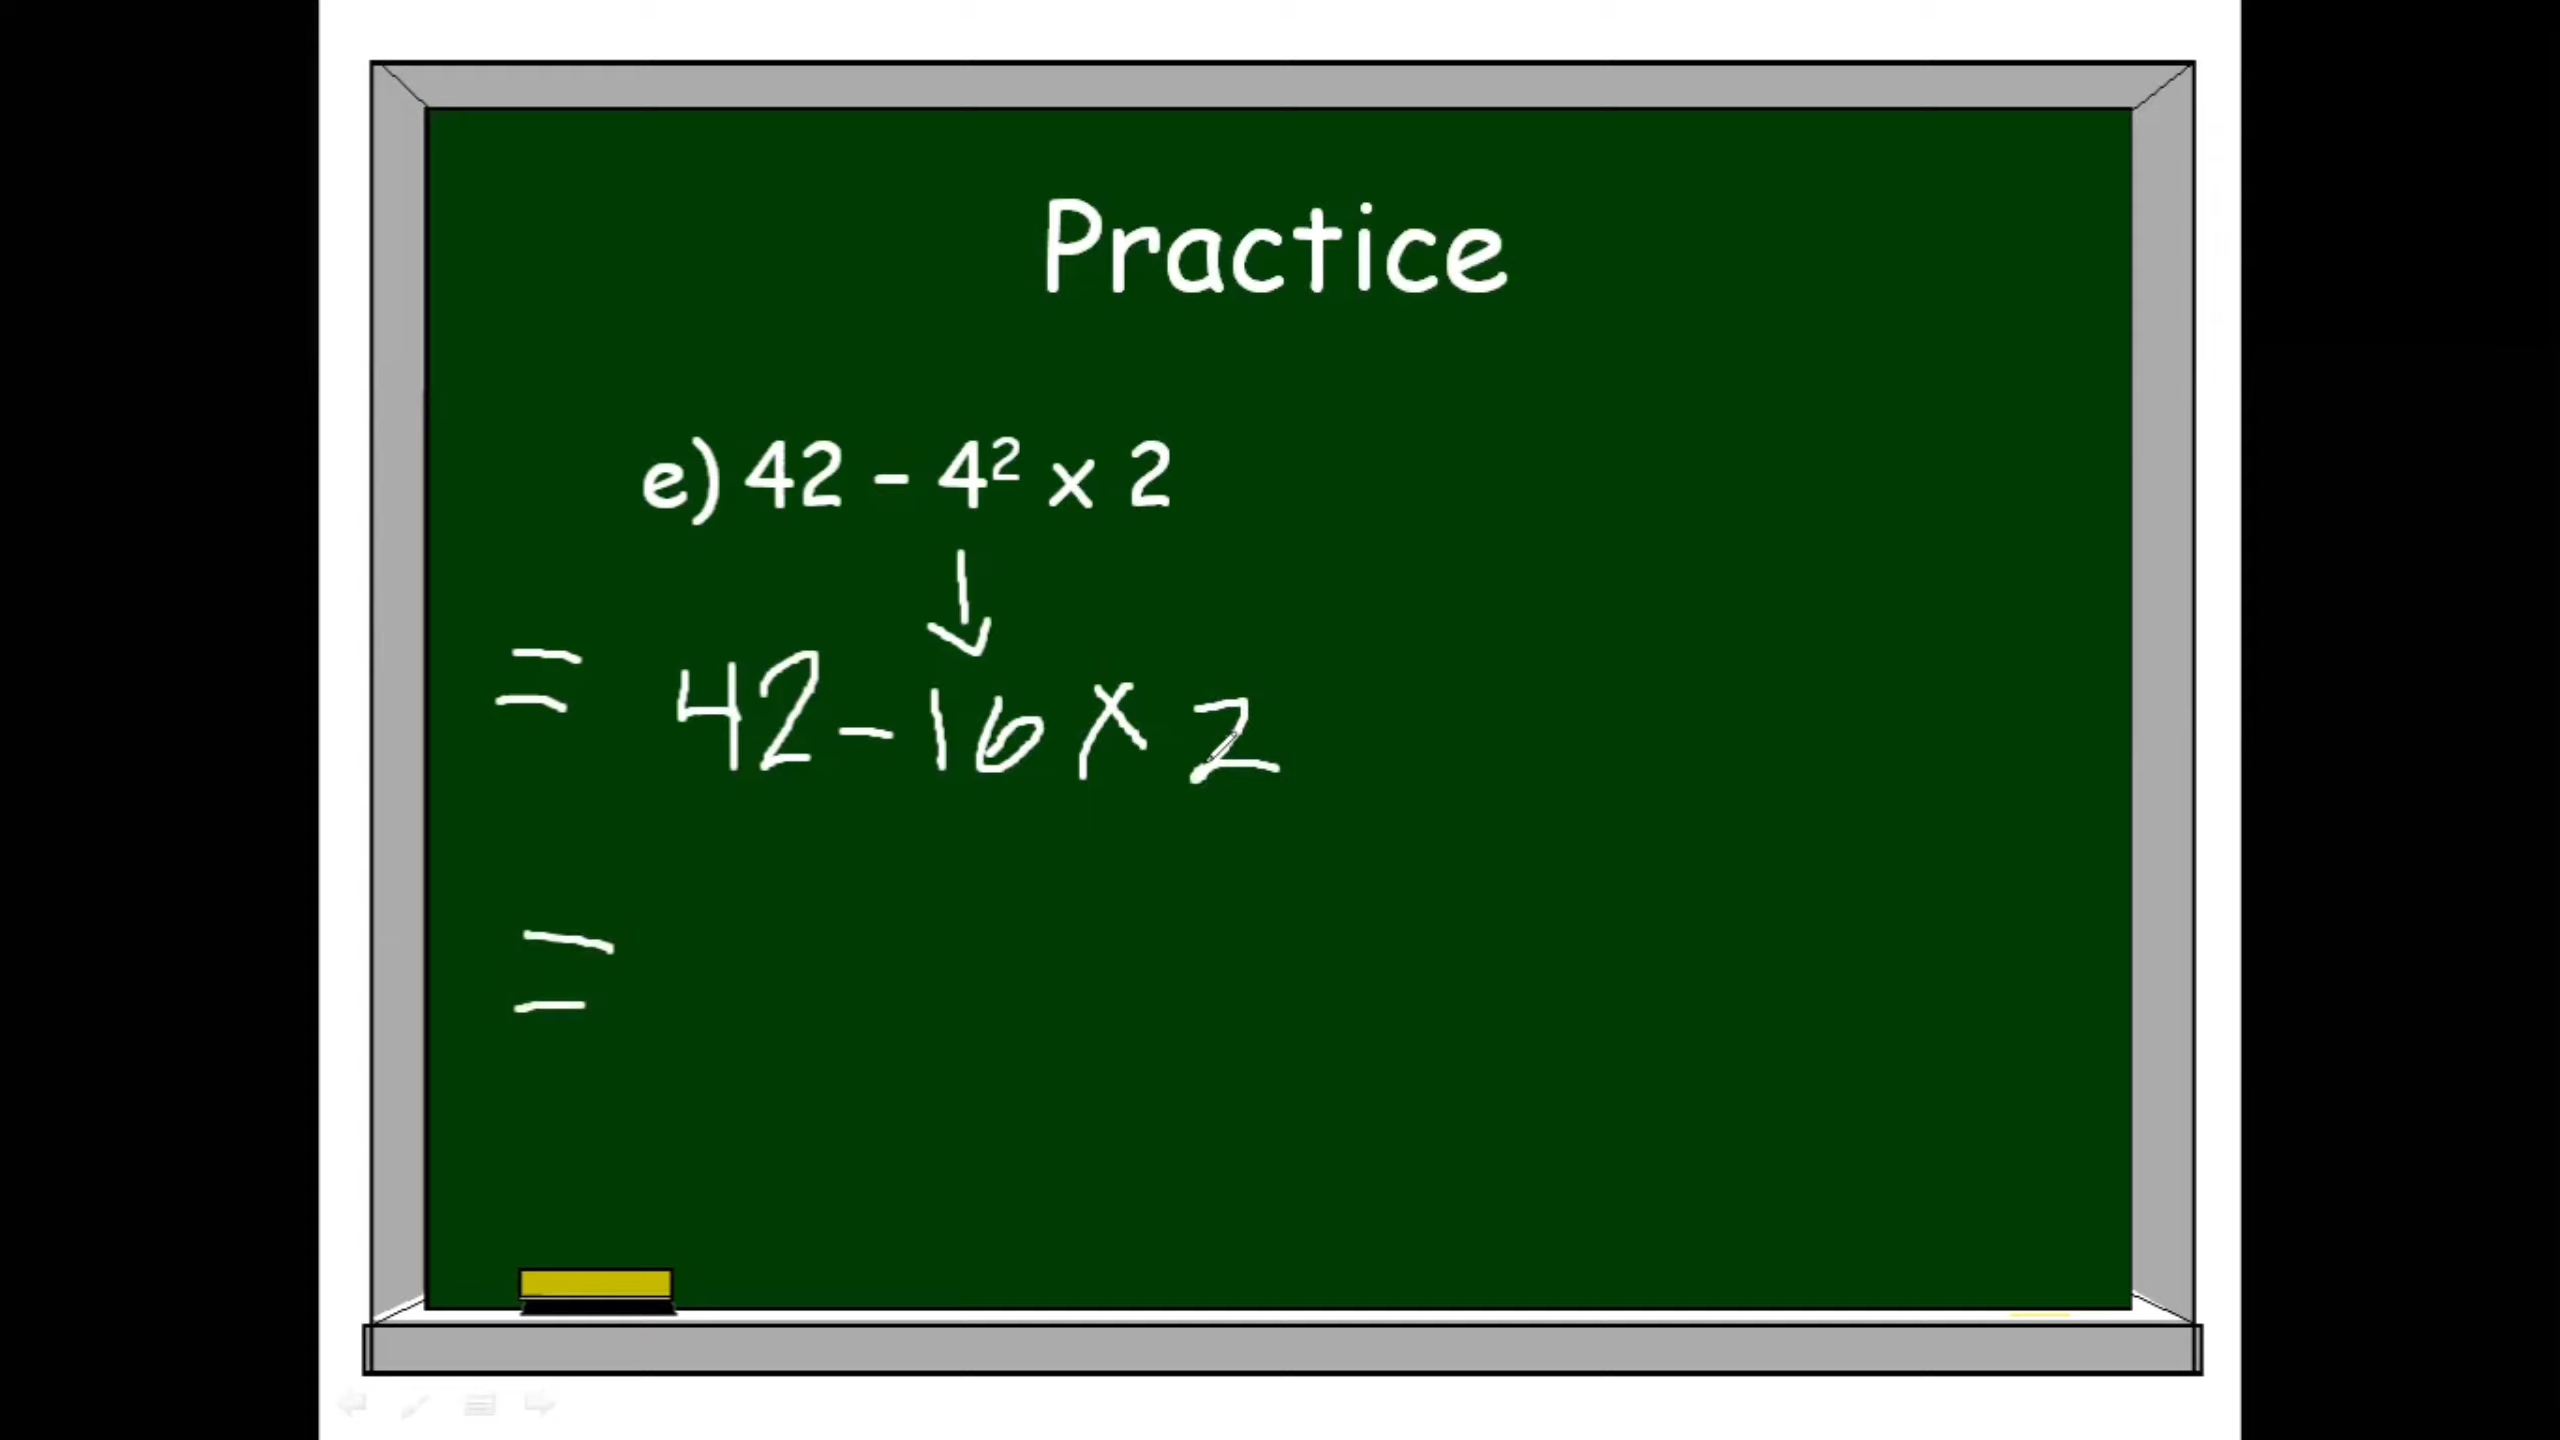 Practice
e) 42 - 4² x 2
= 42 - 16 x 2
=